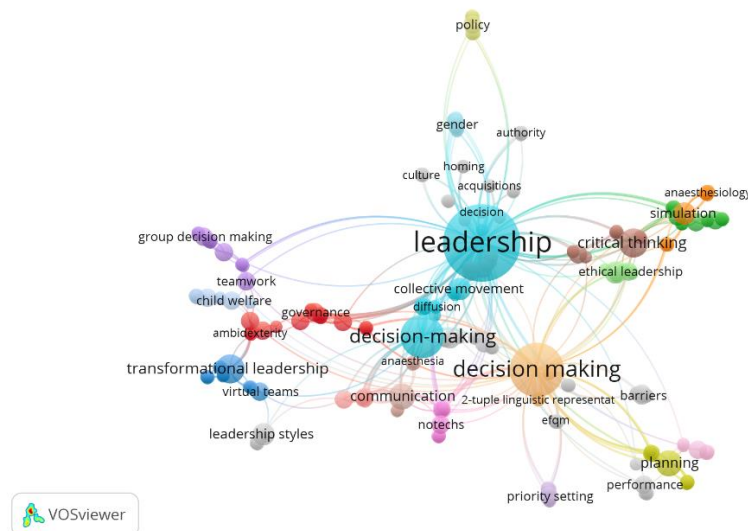 policy
gender
authority
homing
culture
acquisitions
anaesthesiology
decision
simulation
leadership
critical thinking
group decision making
ethical leadership
teamwork
collective movement
child welfare
diffusion
governance
ambidexterity
decision-making
anaesthesia
transformational leadership
decision making
virtual teams
communication
2-tuple linguistic representat
barriers
efqm
notechs
leadership styles
planning
performance
priority setting
VOSviewer